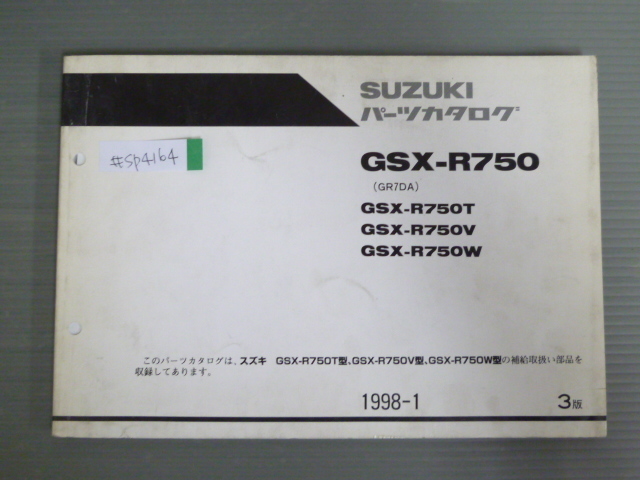 SUZUKI
パーツカタログ
#SP4164
GSX-R750
(GR7DA)
GSX-R750T
GSX-R750V
GSX-R750W
このパーツカタログは、スズキ GSX-R750T型、GSX-R750V型、GSX-R750W型の補給取扱い部品を
収録してあります。
1998-1
3版